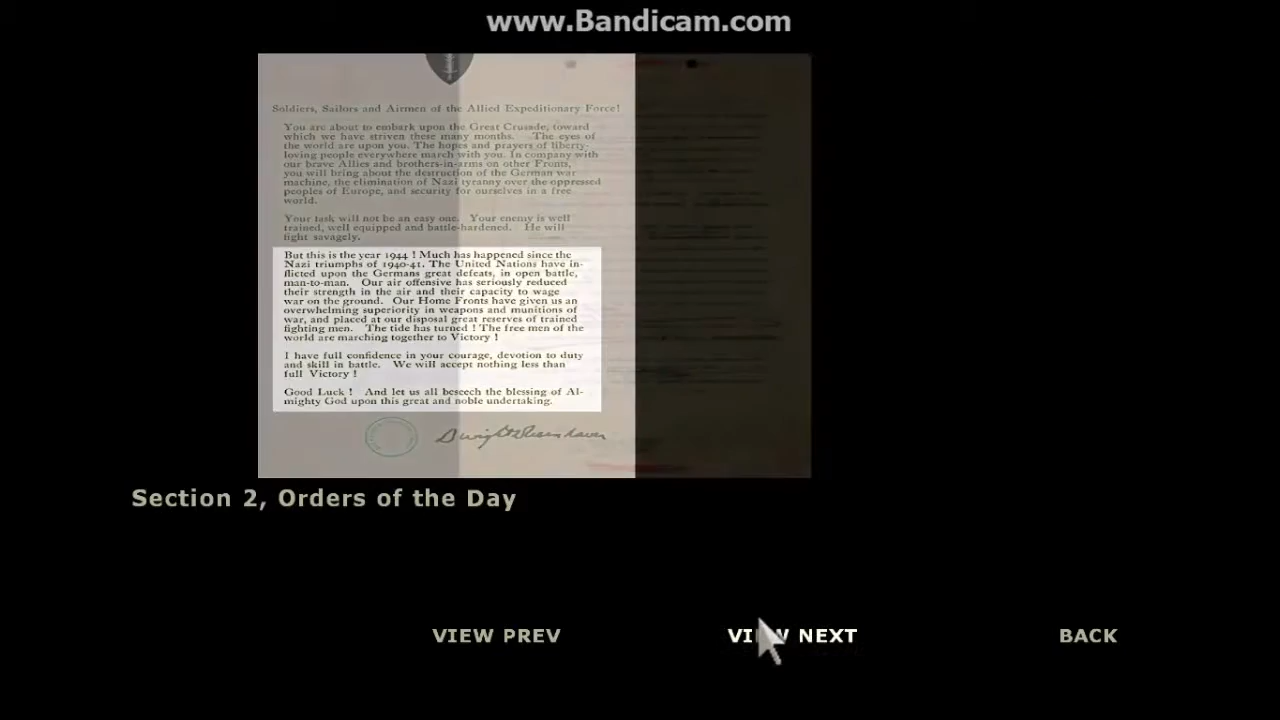 www.Bandicam.com
Soldiers, Sailors and Airmen of the Allied Expeditionary Force!
You are about to embark upon the Great Crusade, toward
which we have striven these many months. The eyes of
the world are upon you. The hopes and prayers of liberty-
loving people everywhere march with you. In company with
our brave Allies and brothers-in-arms on other Fronts,
you will bring about the destruction of the German war
machine, the elimination of Nazi tyranny over the oppressed
peoples of Europe, and security for ourselves in a free
world.
Your task will not be an easy one. Your enemy is well
trained, well equipped and battle-hardened. He will
fight savagely.
But this is the year 1944 ! Much has happened since the
Nazi triumphs of 1940-41. The United Nations have in-
flicted upon the Germans great defeats, in open battle,
man-to-man. Our air offensive has seriously reduced
their strength in the air and their capacity to wage
war on the ground. Our Home Fronts have given us an
overwhelming superiority in weapons and munitions of
war, and placed at our disposal great reserves of trained
fighting men. The tide has turned ! The free men of the
world are marching together to Victory !
I have full confidence in your courage, devotion to duty
and skill in battle. We will accept nothing less than
full Victory !
Good Luck ! And let us all beseech the blessing of Al-
mighty God upon this great and noble undertaking.
Dwight D Eisenhower
Section 2, Orders of the Day
VIEW PREV
VIEW NEXT
BACK